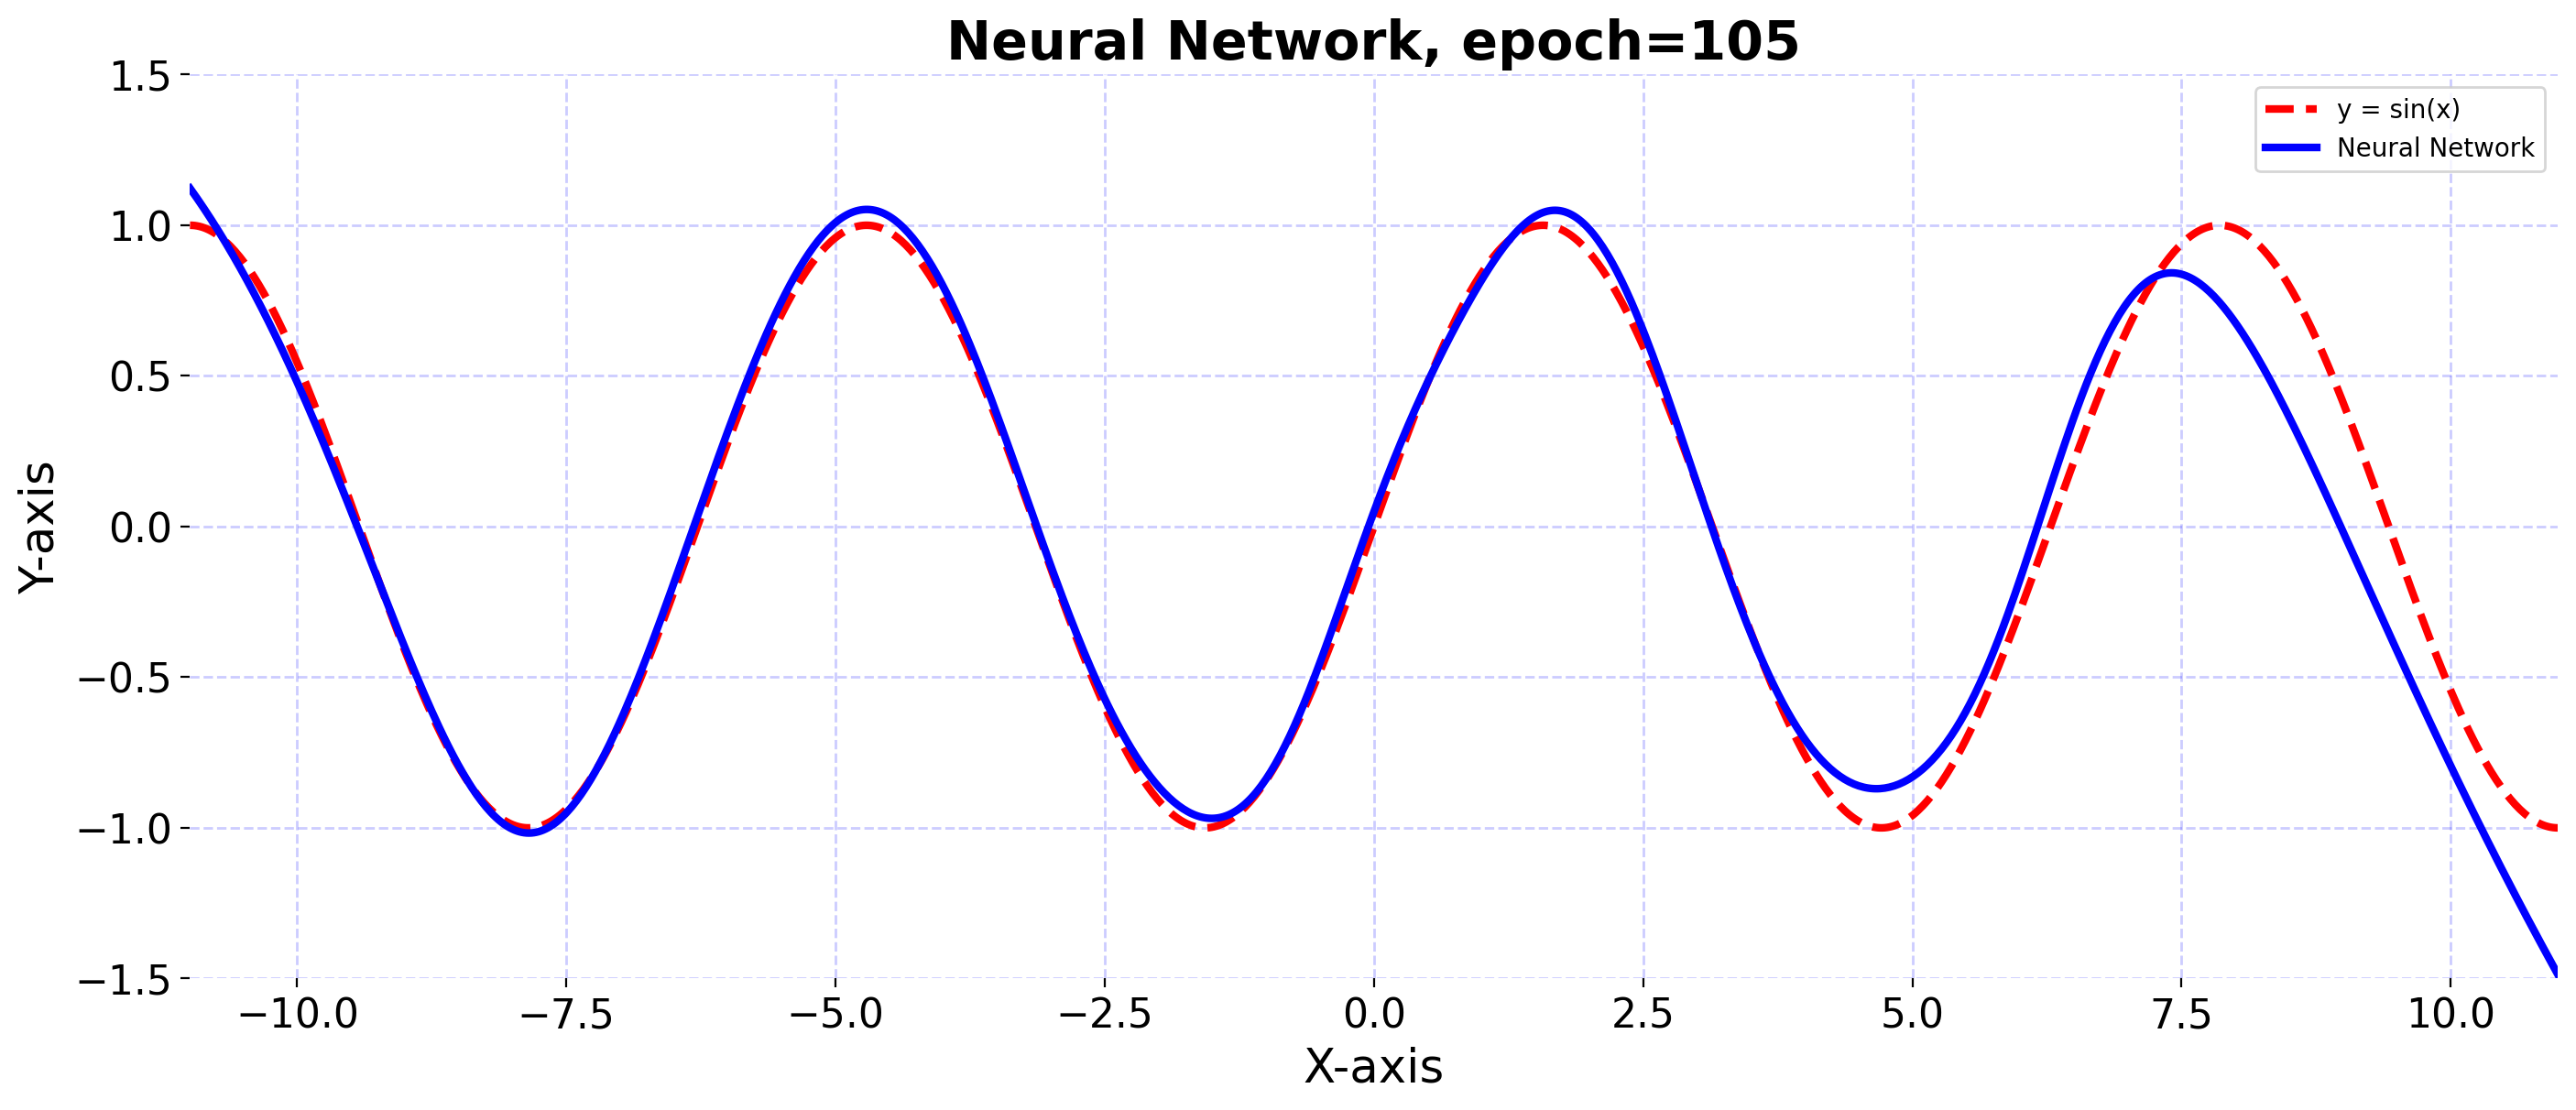 Neural Network, epoch=105
1.5
1.0
0.5
0.0
−0.5
−1.0
−1.5
Y-axis
y = sin(x)
Neural Network
−10.0 −7.5 −5.0 −2.5 0.0 2.5 5.0 7.5 10.0
X-axis